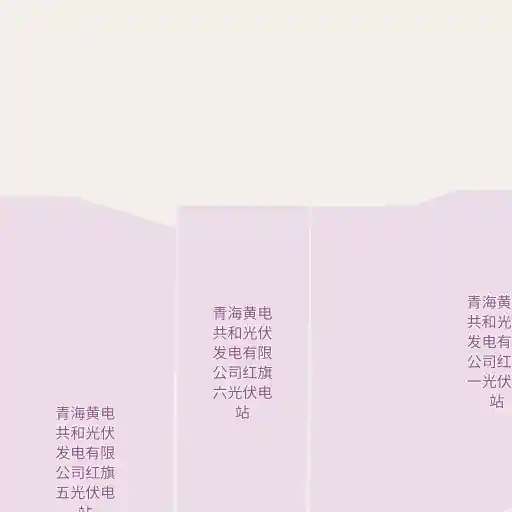 青海黄电
共和光伏
发电有限
公司红旗
五光伏电
站
青海黄电
共和光伏
发电有限
公司红旗
六光伏电
站
青海黄
共和光
发电有
公司红
一光伏
站